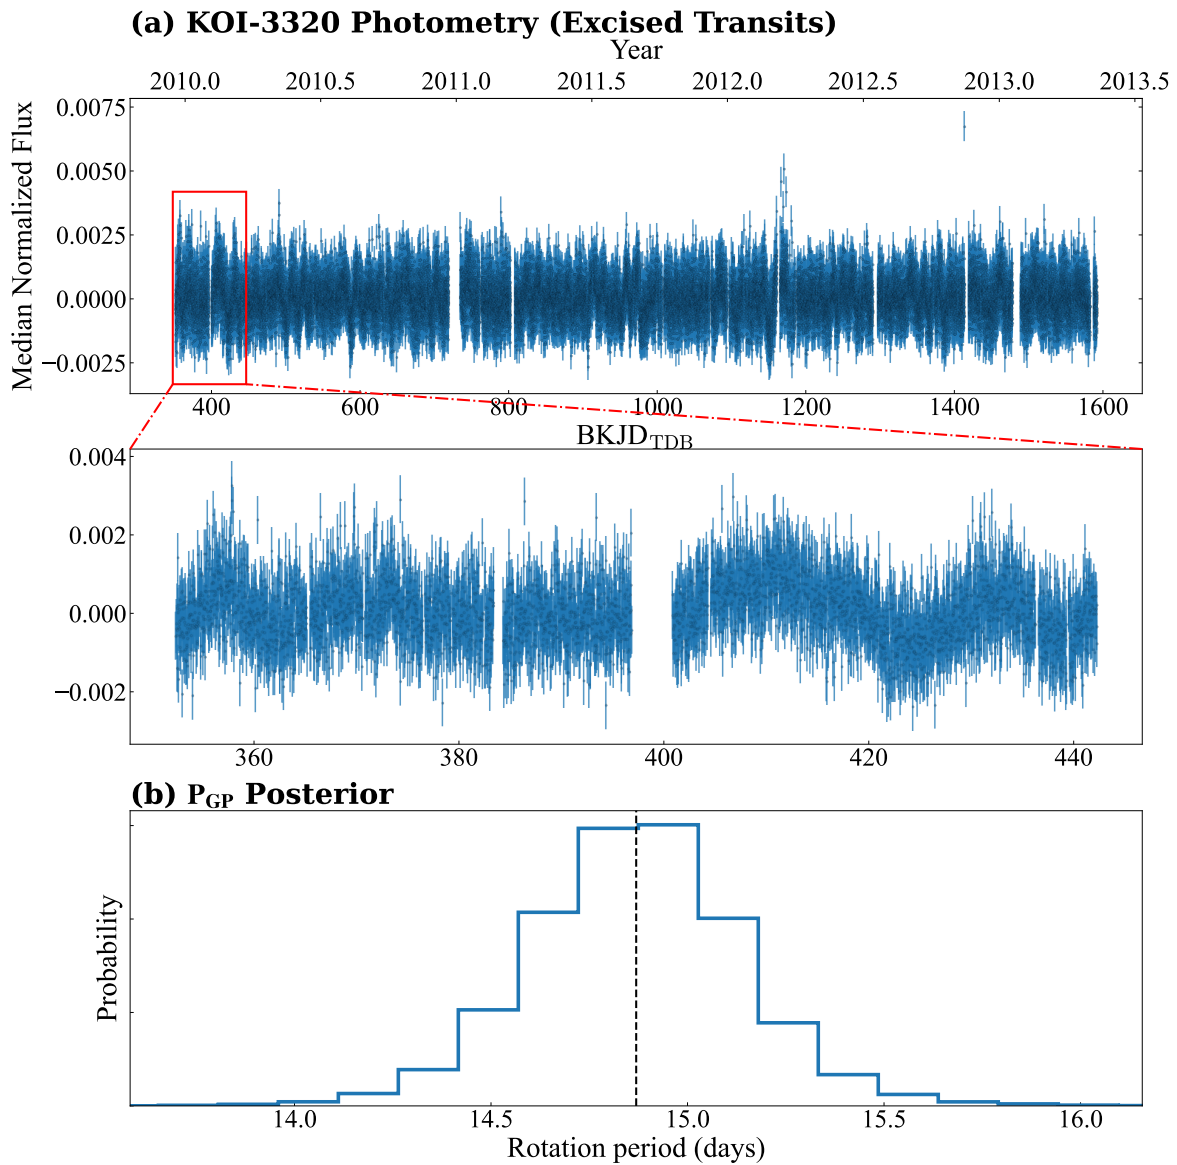 (a) KOI-3320 Photometry (Excised Transits)
Year
2010.0 2010.5 2011.0 2011.5 2012.0 2012.5 2013.0 2013.5
Median Normalized Flux
0.0075
0.0050
0.0025
0.0000
−0.0025
400 600 800 1000 1200 1400 1600
BKJD_TDB
0.004
0.002
0.000
−0.002
360 380 400 420 440
(b) P_GP Posterior
Probability
14.0 14.5 15.0 15.5 16.0
Rotation period (days)